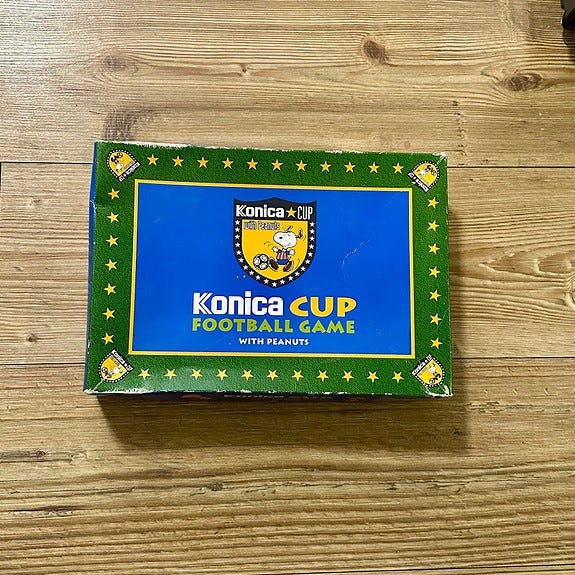 Konica★CUP
with Peanuts
Konica CUP
FOOTBALL GAME
WITH PEANUTS